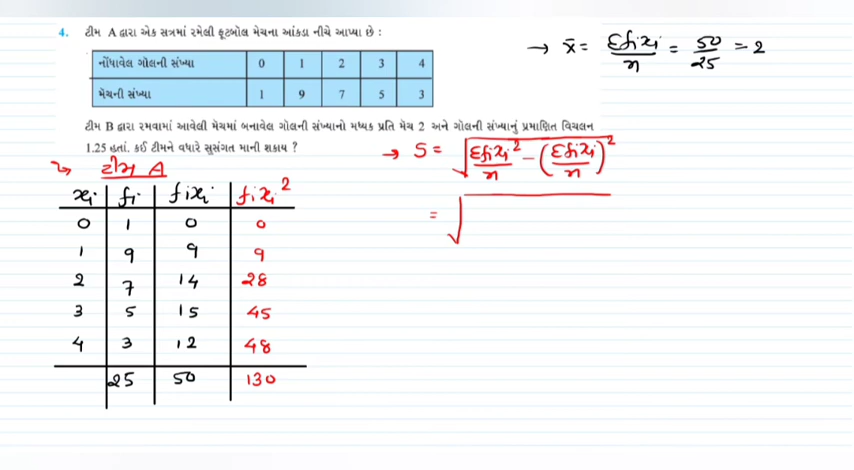 4. ટીમ A દ્વારા એક સત્રમાં રમેલી ફૂટબોલ મેચના આંકડા નીચે આપ્યા છે :
નોંધાવેલ ગોલની સંખ્યા 0 1 2 3 4
મેચની સંખ્યા 1 9 7 5 3
ટીમ B દ્વારા રમવામાં આવેલી મેચમાં બનાવેલ ગોલની સંખ્યાનો મધ્યક પ્રતિ મેચ 2 અને ગોલની સંખ્યાનું પ્રમાણિત વિચલન
1.25 હતાં. કઈ ટીમને વધારે સુસંગત માની શકાય ?
→ x̄ = Σfixi/n = 50/25 = 2
→ S = √(Σfixi²/n - (Σfixi/n)²)
= √
ટીમ A
xi fi fixi fixi²
0 1 0 0
1 9 9 9
2 7 14 28
3 5 15 45
4 3 12 48
25 50 130